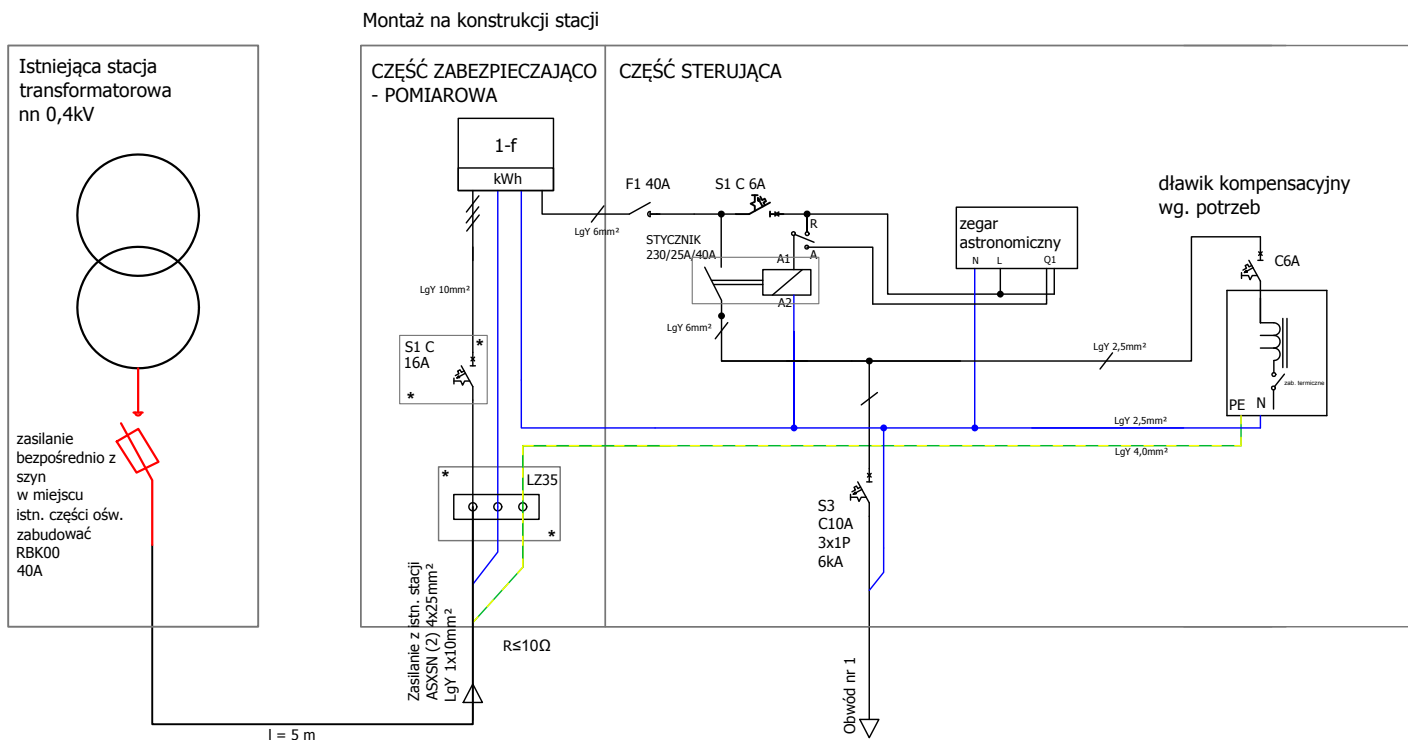 Montaż na konstrukcji stacji
Istniejąca stacja
transformatorowa
nn 0,4kV
zasilanie
bezpośrednio z
szyn
w miejscu
istn. części ośw.
zabudować
RBK00
40A
l = 5 m
CZĘŚĆ ZABEZPIECZAJĄCO
- POMIAROWA
1-f
kWh
LgY 10mm²
S1 C
16A
*
*
*
LZ35
*
Zasilanie z istn. stacji
ASXSN (2) 4x25mm²
LgY 1x10mm²
R≤10Ω
CZĘŚĆ STERUJĄCA
LgY 6mm²
F1 40A
S1 C 6A
STYCZNIK
230/25A/40A
R
A
A1
A2
LgY 6mm²
zegar
astronomiczny
N
L
Q1
dławik kompensacyjny
wg. potrzeb
C6A
LgY 2,5mm²
zab. termiczne
PE
N
LgY 2,5mm²
LgY 4,0mm²
S3
C10A
3x1P
6kA
Obwód nr 1